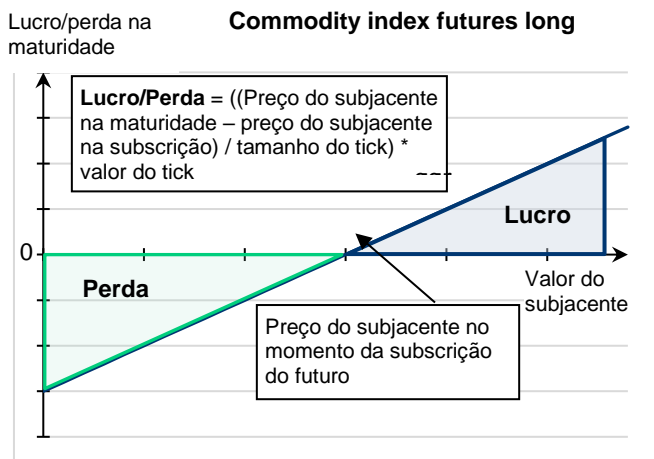 Lucro/perda na
maturidade
Commodity index futures long
Lucro/Perda = ((Preço do subjacente
na maturidade – preço do subjacente
na subscrição) / tamanho do tick) *
valor do tick
Lucro
0
Perda
Valor do
subjacente
Preço do subjacente no
momento da subscrição
do futuro